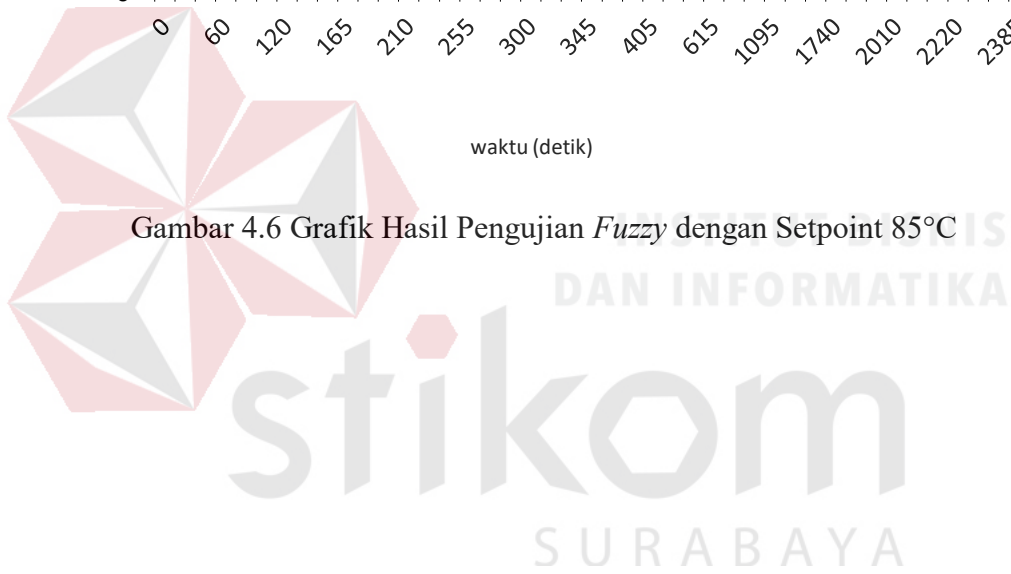 0 60 120 165 210 255 300 345 405 615 1095 1740 2010 2220
waktu (detik)
Gambar 4.6 Grafik Hasil Pengujian Fuzzy dengan Setpoint 85°C
INSTITUT BISNIS
DAN INFORMATIKA
stikom
SURABAYA